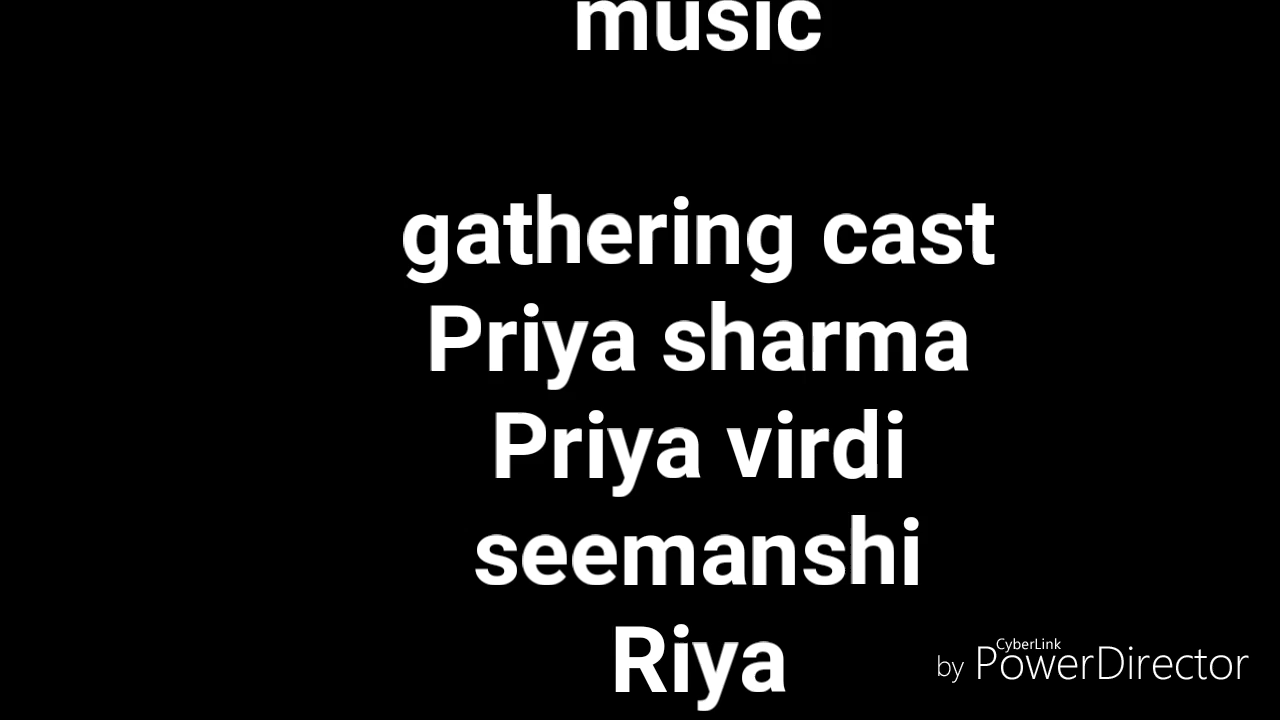 music
gathering cast
Priya sharma
Priya virdi
seemanshi
Riya
CyberLink
by PowerDirector